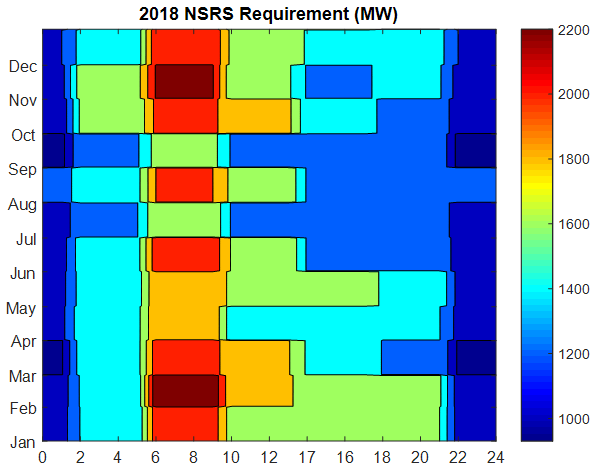 2018 NSRS Requirement (MW)
Dec
Nov
Oct
Sep
Aug
Jul
Jun
May
Apr
Mar
Feb
Jan
0 2 4 6 8 10 12 14 16 18 20 22 24
2200
2000
1800
1600
1400
1200
1000